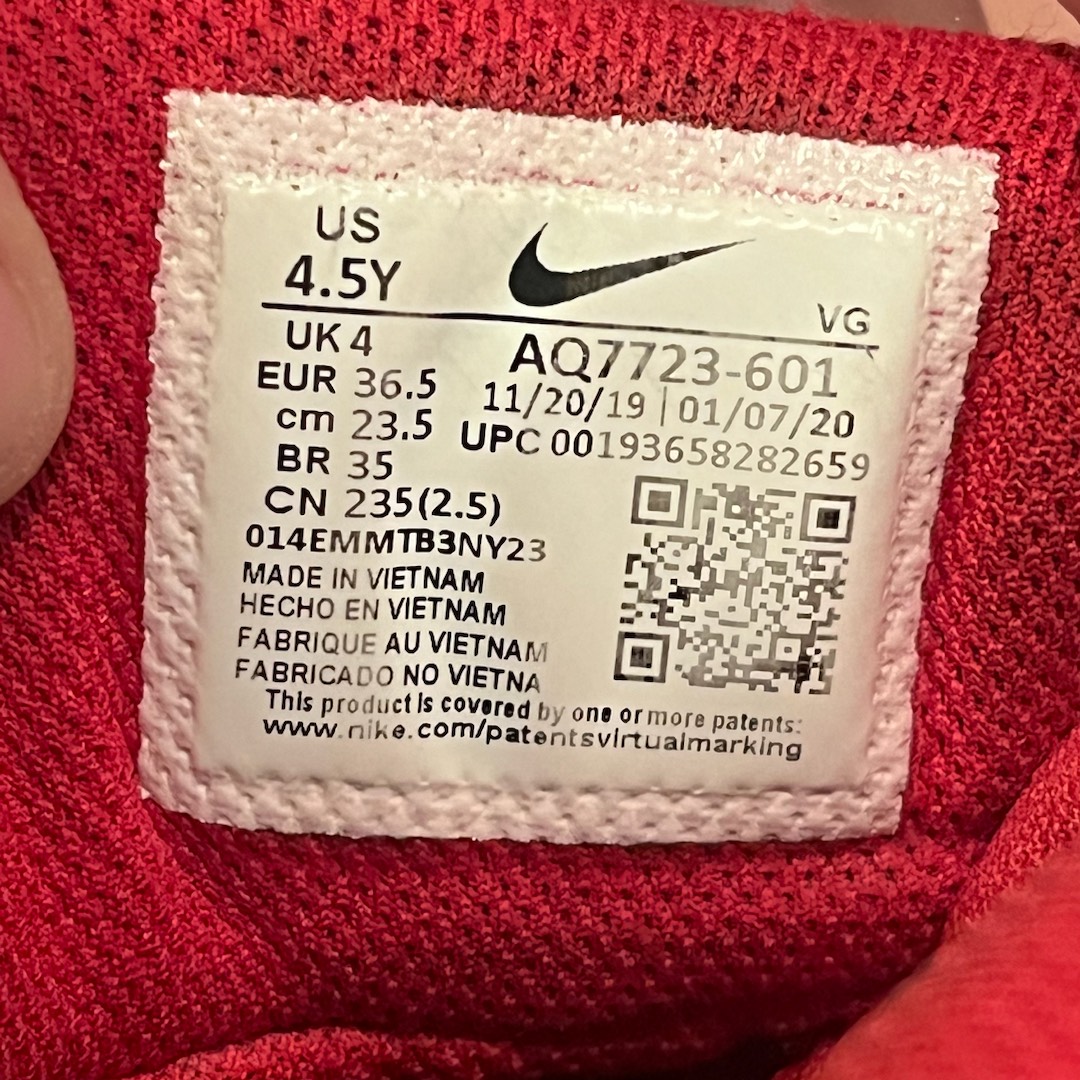 US
4.5Y
VG
UK 4
EUR 36.5
cm 23.5
BR 35
CN 235(2.5)
AQ7723-601
11/20/19 | 01/07/20
UPC 00193658282659
014EMMTB3NY23
MADE IN VIETNAM
HECHO EN VIETNAM
FABRIQUE AU VIETNAM
FABRICADO NO VIETNA
This product is covered by one or more patents:
www.nike.com/patentsvirtualmarking